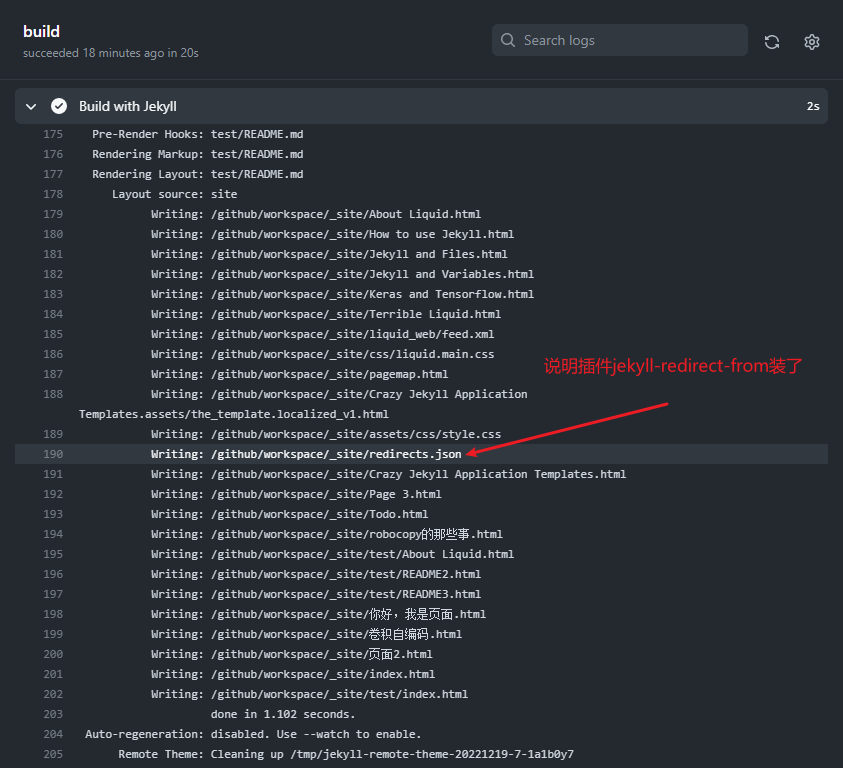 build
succeeded 18 minutes ago in 20s
Search logs
Build with Jekyll 2s
175 Pre-Render Hooks: test/README.md
176 Rendering Markup: test/README.md
177 Rendering Layout: test/README.md
178 Layout source: site
179 Writing: /github/workspace/_site/About Liquid.html
180 Writing: /github/workspace/_site/How to use Jekyll.html
181 Writing: /github/workspace/_site/Jekyll and Files.html
182 Writing: /github/workspace/_site/Jekyll and Variables.html
183 Writing: /github/workspace/_site/Keras and Tensorflow.html
184 Writing: /github/workspace/_site/Terrible Liquid.html
185 Writing: /github/workspace/_site/liquid_web/feed.xml
186 Writing: /github/workspace/_site/css/liquid.main.css
说明插件jekyll-redirect-from装了
187 Writing: /github/workspace/_site/pagemap.html
188 Writing: /github/workspace/_site/Crazy Jekyll Application
Templates.assets/the_template.localized_v1.html
189 Writing: /github/workspace/_site/assets/css/style.css
190 Writing: /github/workspace/_site/redirects.json
191 Writing: /github/workspace/_site/Crazy Jekyll Application Templates.html
192 Writing: /github/workspace/_site/Page 3.html
193 Writing: /github/workspace/_site/Todo.html
194 Writing: /github/workspace/_site/robocopy的那些事.html
195 Writing: /github/workspace/_site/test/About Liquid.html
196 Writing: /github/workspace/_site/test/README2.html
197 Writing: /github/workspace/_site/test/README3.html
198 Writing: /github/workspace/_site/你好，我是页面.html
199 Writing: /github/workspace/_site/卷积自编码.html
200 Writing: /github/workspace/_site/页面2.html
201 Writing: /github/workspace/_site/index.html
202 Writing: /github/workspace/_site/test/index.html
203 done in 1.102 seconds.
204 Auto-regeneration: disabled. Use --watch to enable.
205 Remote Theme: Cleaning up /tmp/jekyll-remote-theme-20221219-7-1a1b0y7